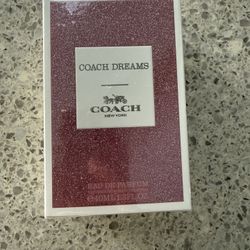 COACH DREAMS
COACH
NEW YORK
EAU DE PARFUM